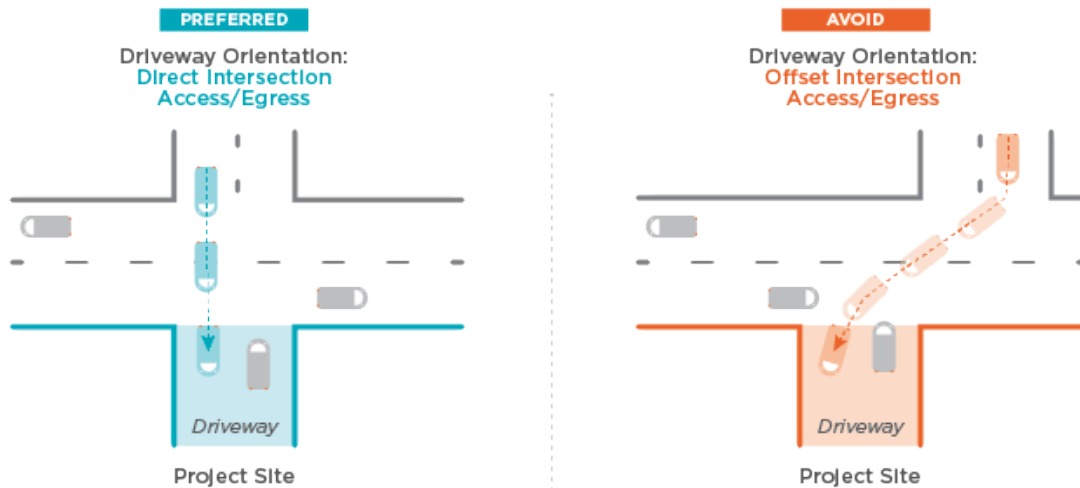 PREFERRED
Driveway Orientation:
Direct Intersection
Access/Egress
Driveway
Project Site
AVOID
Driveway Orientation:
Offset Intersection
Access/Egress
Driveway
Project Site